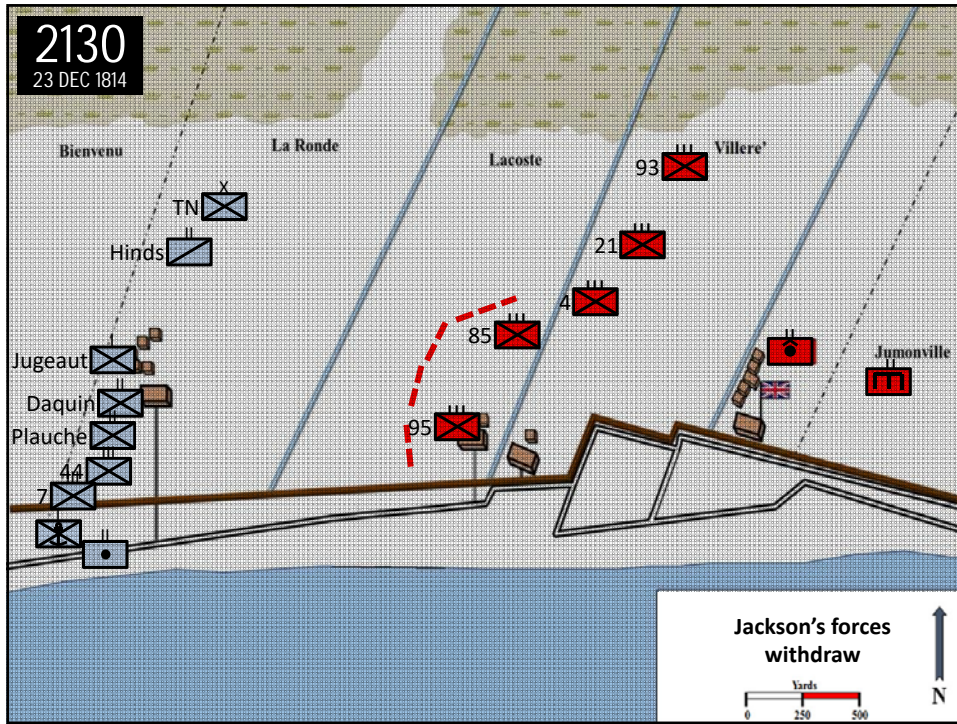 2130
23 DEC 1814
Bienvenu
La Ronde
Lacoste
Villere'
93
X
TN
Hinds
21
4
85
Jugeaut
Jumonville
Daquin
95
Plauche
44
7
Jackson's forces
withdraw
Yards
0 250 500
N